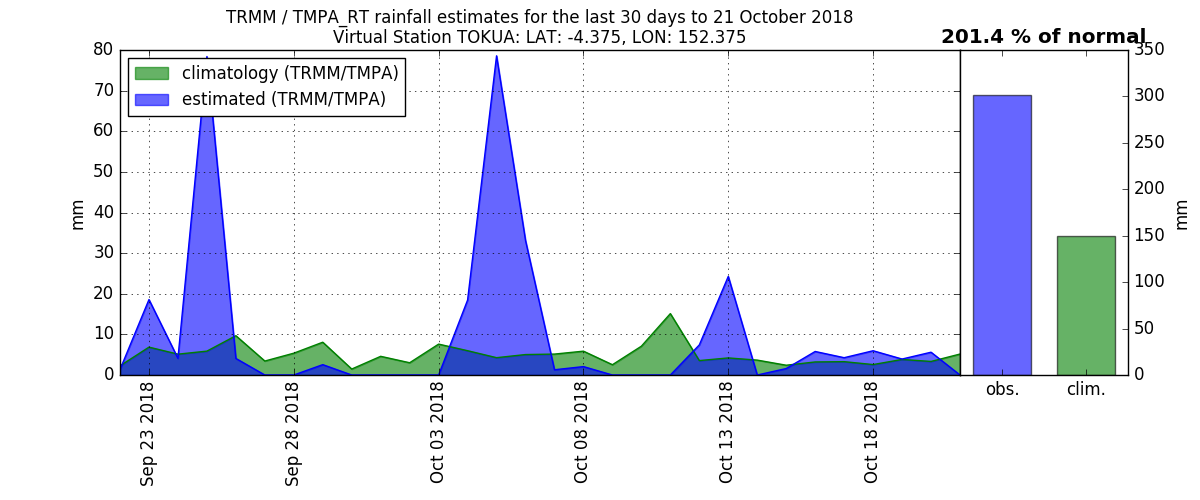 TRMM / TMPA_RT rainfall estimates for the last 30 days to 21 October 2018
Virtual Station TOKUA: LAT: -4.375, LON: 152.375
201.4 % of normal
climatology (TRMM/TMPA)
estimated (TRMM/TMPA)
mm
80
70
60
50
40
30
20
10
0
Sep 23 2018
Sep 28 2018
Oct 03 2018
Oct 08 2018
Oct 13 2018
Oct 18 2018
obs.
clim.
350
300
250
200
150
100
50
0
mm